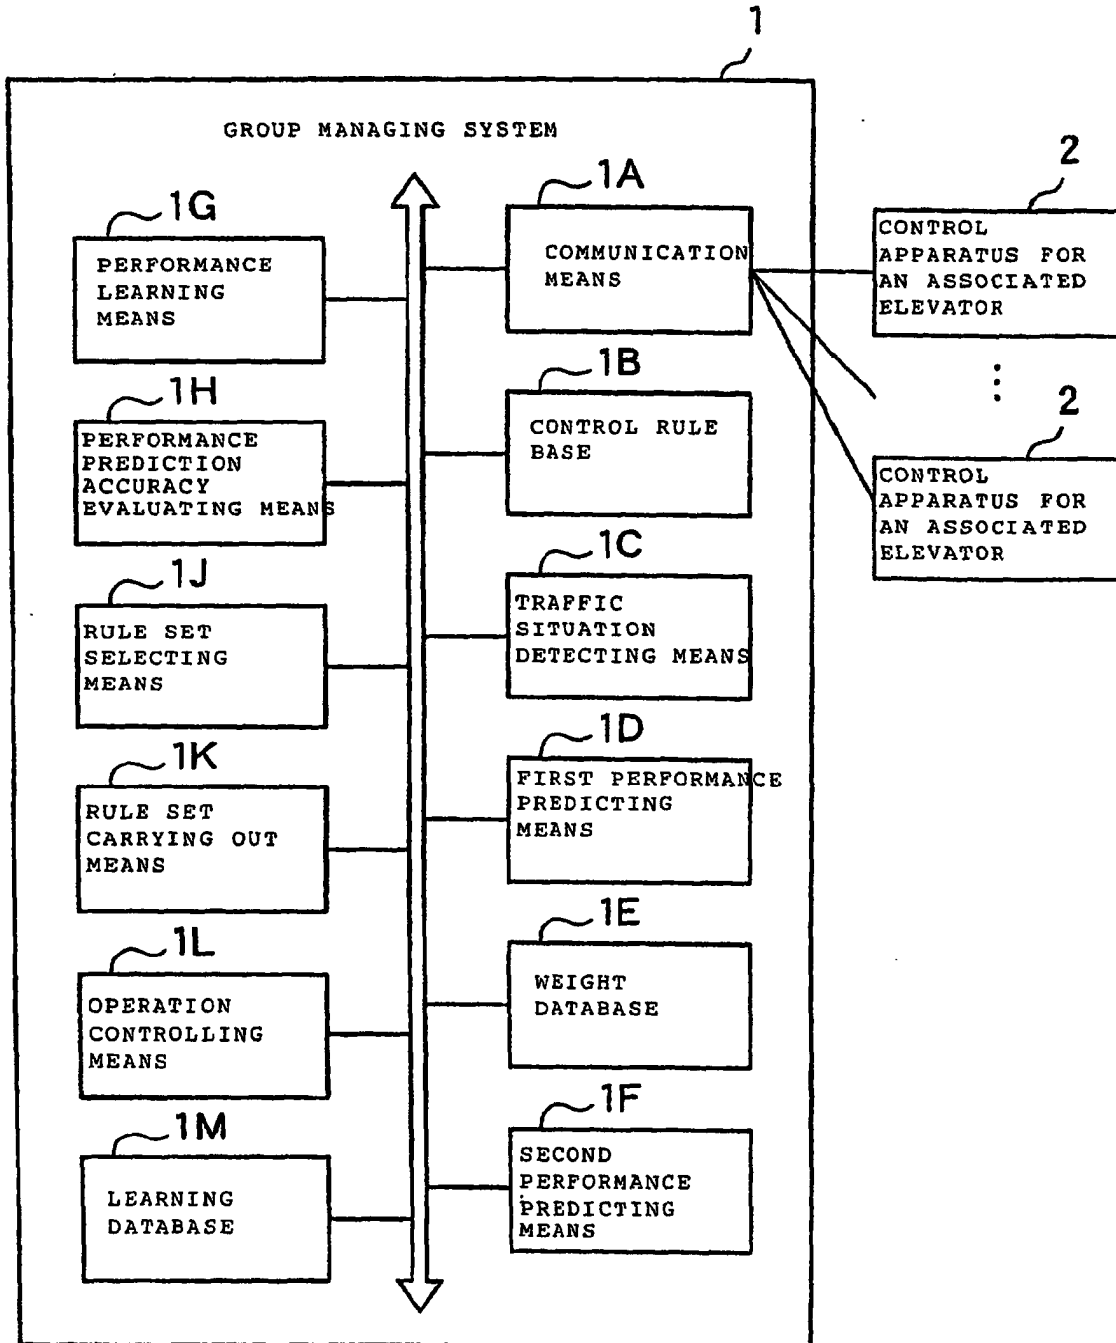 1
GROUP MANAGING SYSTEM
1G
PERFORMANCE
LEARNING
MEANS
1H
PERFORMANCE
PREDICTION
ACCURACY
EVALUATING MEANS
1J
RULE SET
SELECTING
MEANS
1K
RULE SET
CARRYING OUT
MEANS
1L
OPERATION
CONTROLLING
MEANS
1M
LEARNING
DATABASE
1A
COMMUNICATION
MEANS
1B
CONTROL RULE
BASE
1C
TRAFFIC
SITUATION
DETECTING MEANS
1D
FIRST PERFORMANCE
PREDICTING
MEANS
1E
WEIGHT
DATABASE
1F
SECOND
PERFORMANCE
PREDICTING
MEANS
2
CONTROL
APPARATUS FOR
AN ASSOCIATED
ELEVATOR
2
CONTROL
APPARATUS FOR
AN ASSOCIATED
ELEVATOR